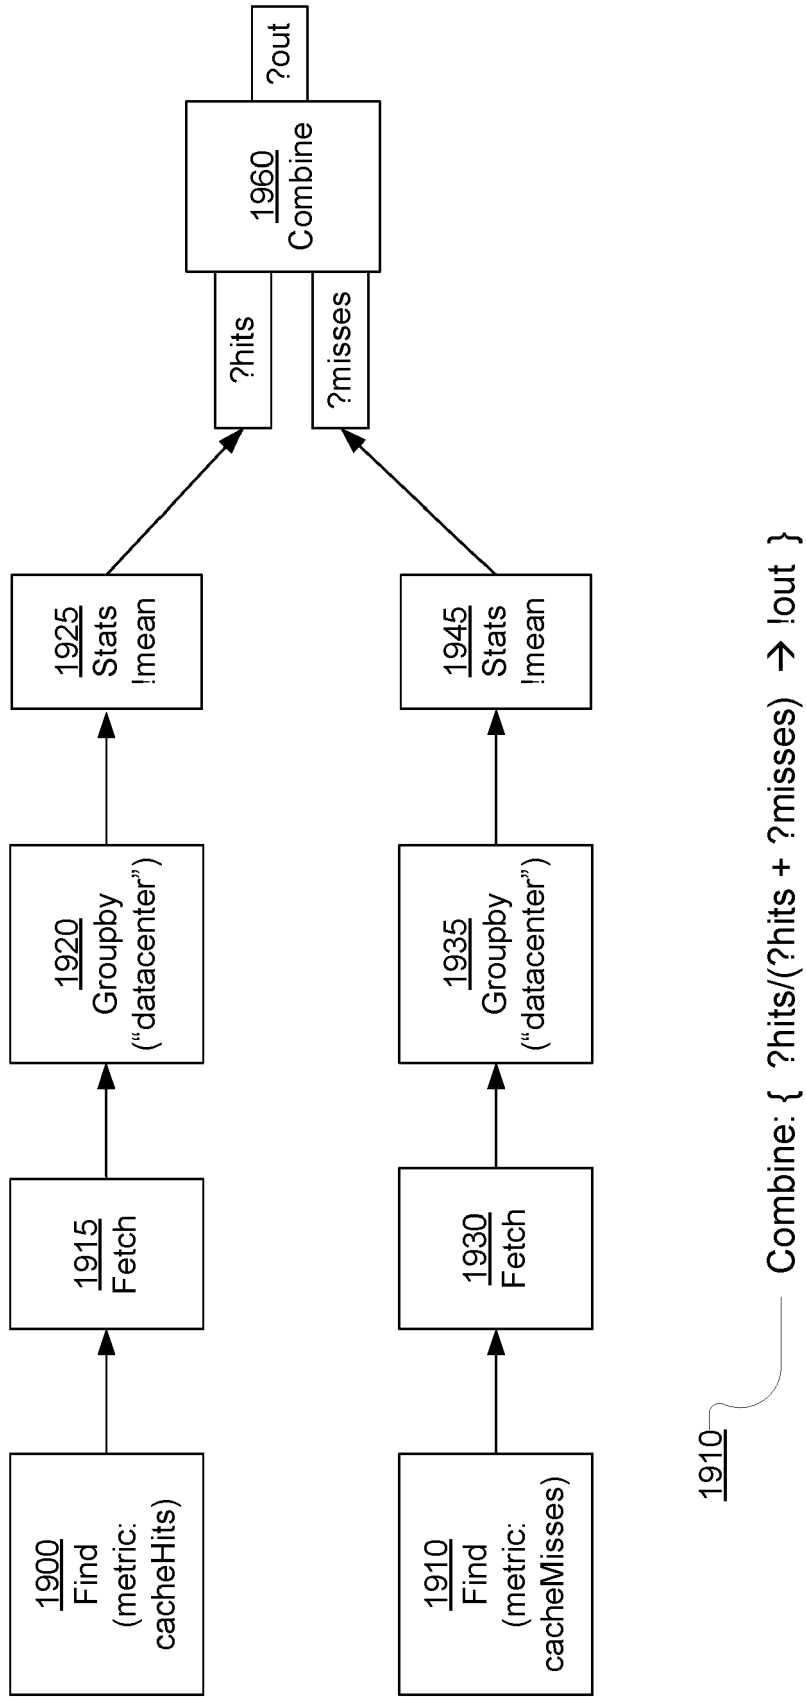 1900
Find
(metric:
cacheHits)
1915
Fetch
1920
Groupby
(“datacenter”)
1925
Stats
!mean
1910
Find
(metric:
cacheMisses)
1930
Fetch
1935
Groupby
(“datacenter”)
1945
Stats
!mean
?hits
?misses
1960
Combine
?out
1910
Combine: { ?hits/(?hits + ?misses) → !out }